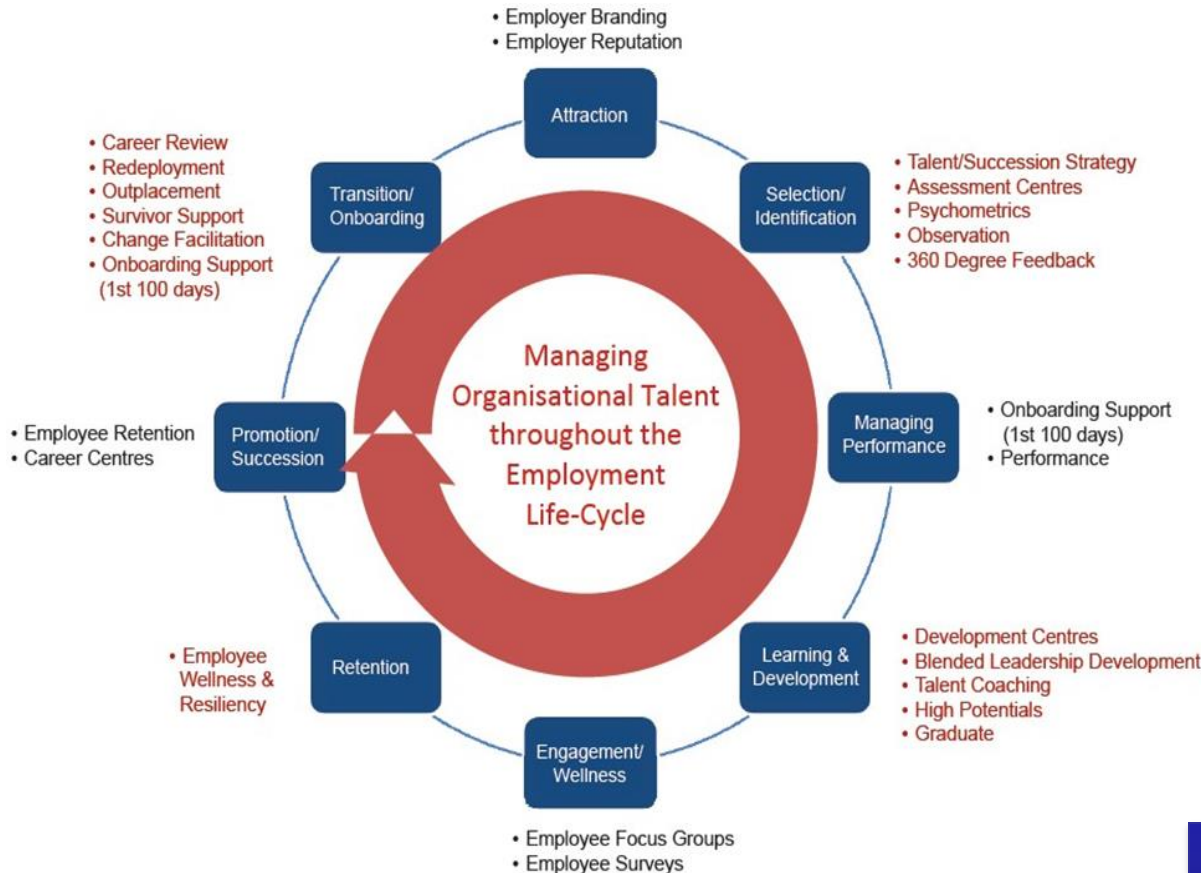 • Employer Branding
• Employer Reputation
Attraction
• Career Review
• Redeployment
• Outplacement
• Survivor Support
• Change Facilitation
• Onboarding Support
(1st 100 days)
Transition/
Onboarding
Selection/
Identification
• Talent/Succession Strategy
• Assessment Centres
• Psychometrics
• Observation
• 360 Degree Feedback
Managing
Organisational Talent
throughout the
Employment
Life-Cycle
• Employee Retention
• Career Centres
Promotion/
Succession
Managing
Performance
• Onboarding Support
(1st 100 days)
• Performance
• Employee
Wellness &
Resiliency
Retention
Learning &
Development
• Development Centres
• Blended Leadership Development
• Talent Coaching
• High Potentials
• Graduate
Engagement/
Wellness
• Employee Focus Groups
• Employee Surveys